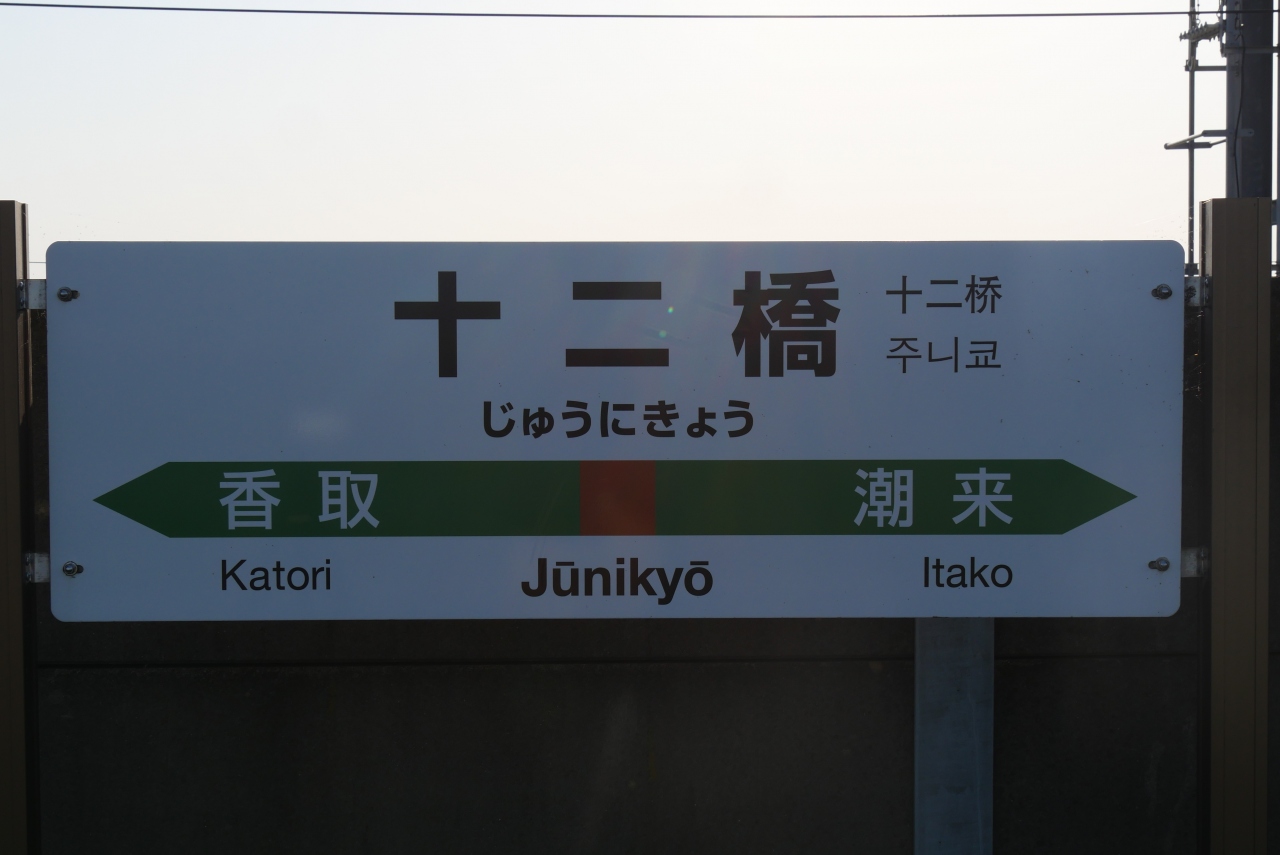 十二橋
十二桥
주니쿄
じゅうにきょう
香取 潮来
Katori Jūnikyō Itako